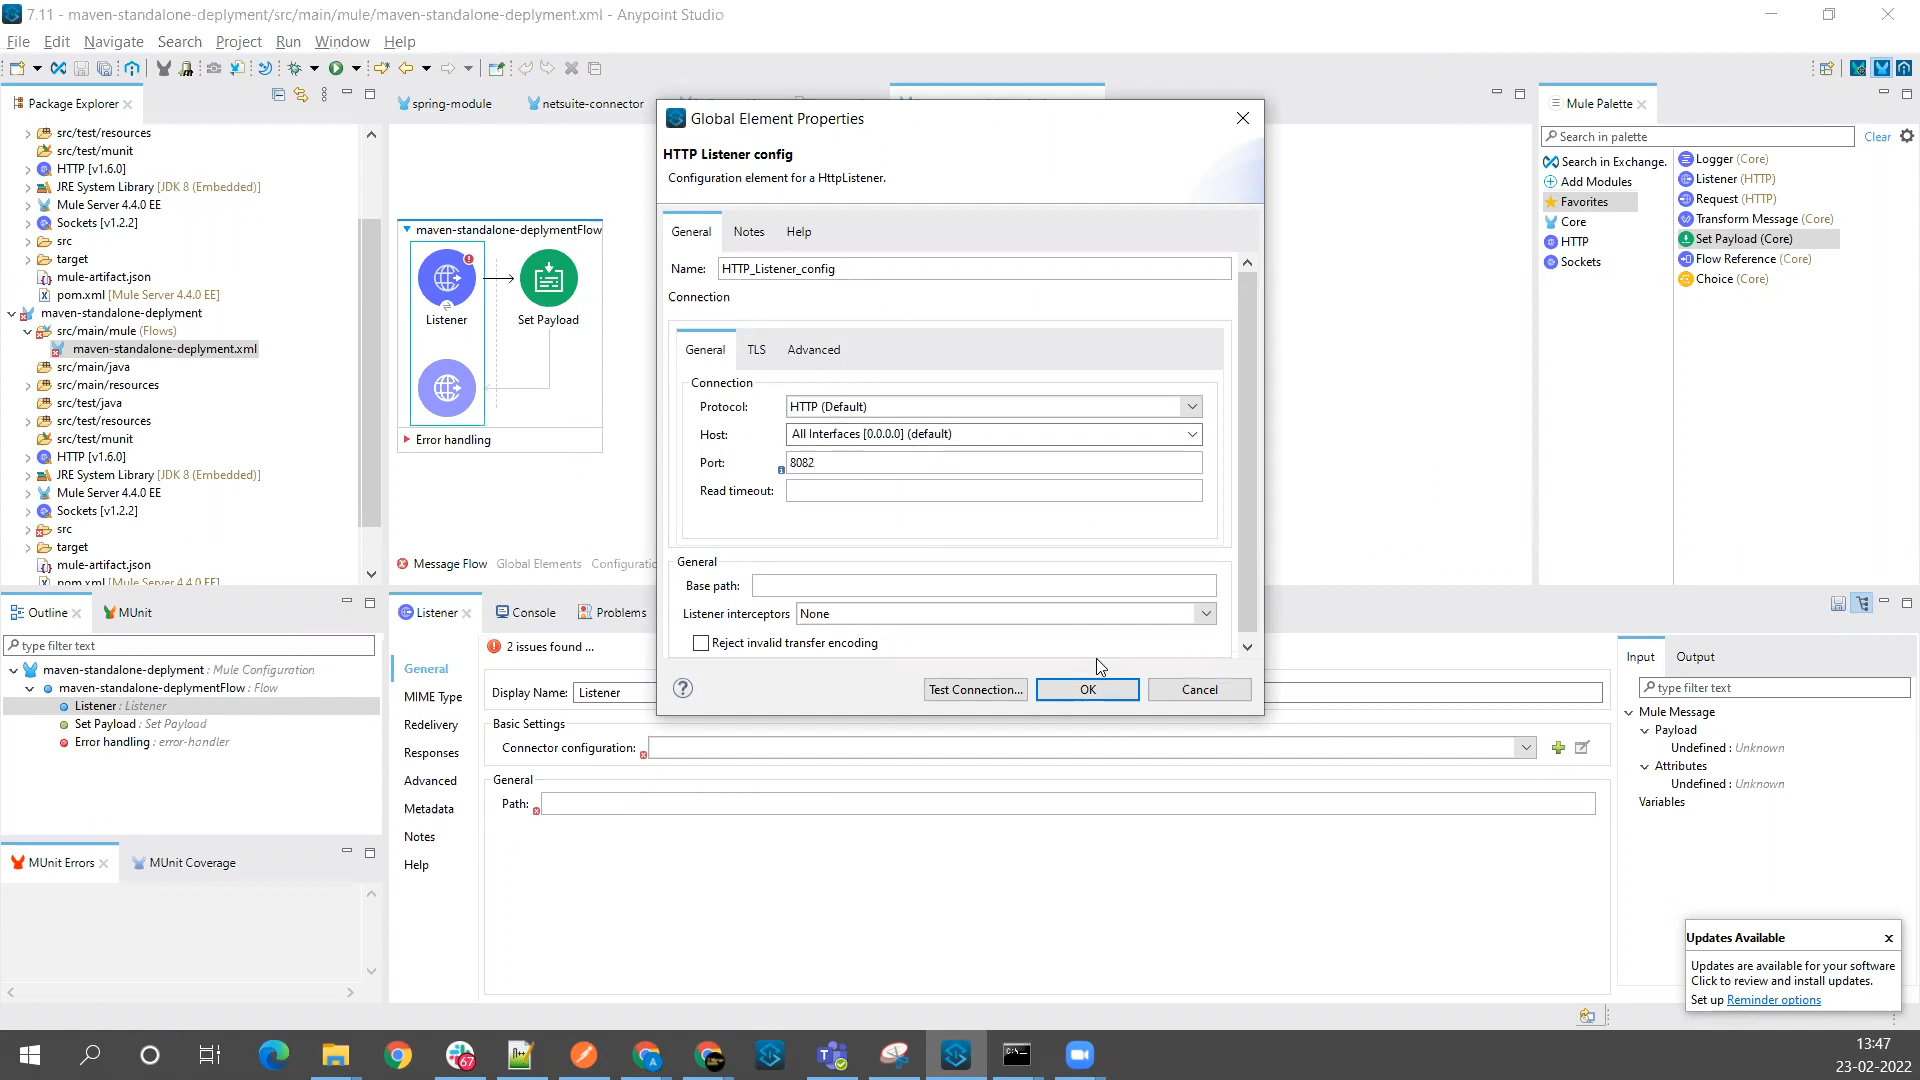 7.11 - maven-standalone-deplyment/src/main/mule/maven-standalone-deplyment.xml - Anypoint Studio
File Edit Navigate Search Project Run Window Help
Package Explorer
src/test/resources
src/test/munit
HTTP [v1.6.0]
JRE System Library [JDK 8 (Embedded)]
Mule Server 4.4.0 EE
Sockets [v1.2.2]
src
target
mule-artifact.json
pom.xml [Mule Server 4.4.0 EE]
maven-standalone-deplyment
src/main/mule (Flows)
maven-standalone-deplyment.xml
src/main/java
src/main/resources
src/test/java
src/test/resources
src/test/munit
HTTP [v1.6.0]
JRE System Library [JDK 8 (Embedded)]
Mule Server 4.4.0 EE
Sockets [v1.2.2]
src
target
mule-artifact.json
pom.xml [Mule Server 4.4.0 EE]
spring-module netsuite-connector
maven-standalone-deplymentFlow
Listener Set Payload
Error handling
Message Flow Global Elements Configuratio
Global Element Properties
HTTP Listener config
Configuration element for a HttpListener.
General Notes Help
Name: HTTP_Listener_config
Connection
General TLS Advanced
Connection
Protocol: HTTP (Default)
Host: All Interfaces [0.0.0.0] (default)
Port: 8082
Read timeout:
General
Base path:
Listener interceptors None
Reject invalid transfer encoding
Test Connection... OK Cancel
Mule Palette
Search in palette Clear
Search in Exchange.
Add Modules
Favorites
Core
HTTP
Sockets
Logger (Core)
Listener (HTTP)
Request (HTTP)
Transform Message (Core)
Set Payload (Core)
Flow Reference (Core)
Choice (Core)
Outline MUnit
type filter text
maven-standalone-deplyment : Mule Configuration
maven-standalone-deplymentFlow : Flow
Listener : Listener
Set Payload : Set Payload
Error handling : error-handler
MUnit Errors MUnit Coverage
Listener Console Problems
2 issues found ...
General
MIME Type
Redelivery
Responses
Advanced
Metadata
Notes
Help
Display Name: Listener
Basic Settings
Connector configuration:
General
Path:
Input Output
type filter text
Mule Message
Payload
Undefined : Unknown
Attributes
Undefined : Unknown
Variables
Updates Available
Updates are available for your software
Click to review and install updates.
Set up Reminder options
67
13:47
23-02-2022